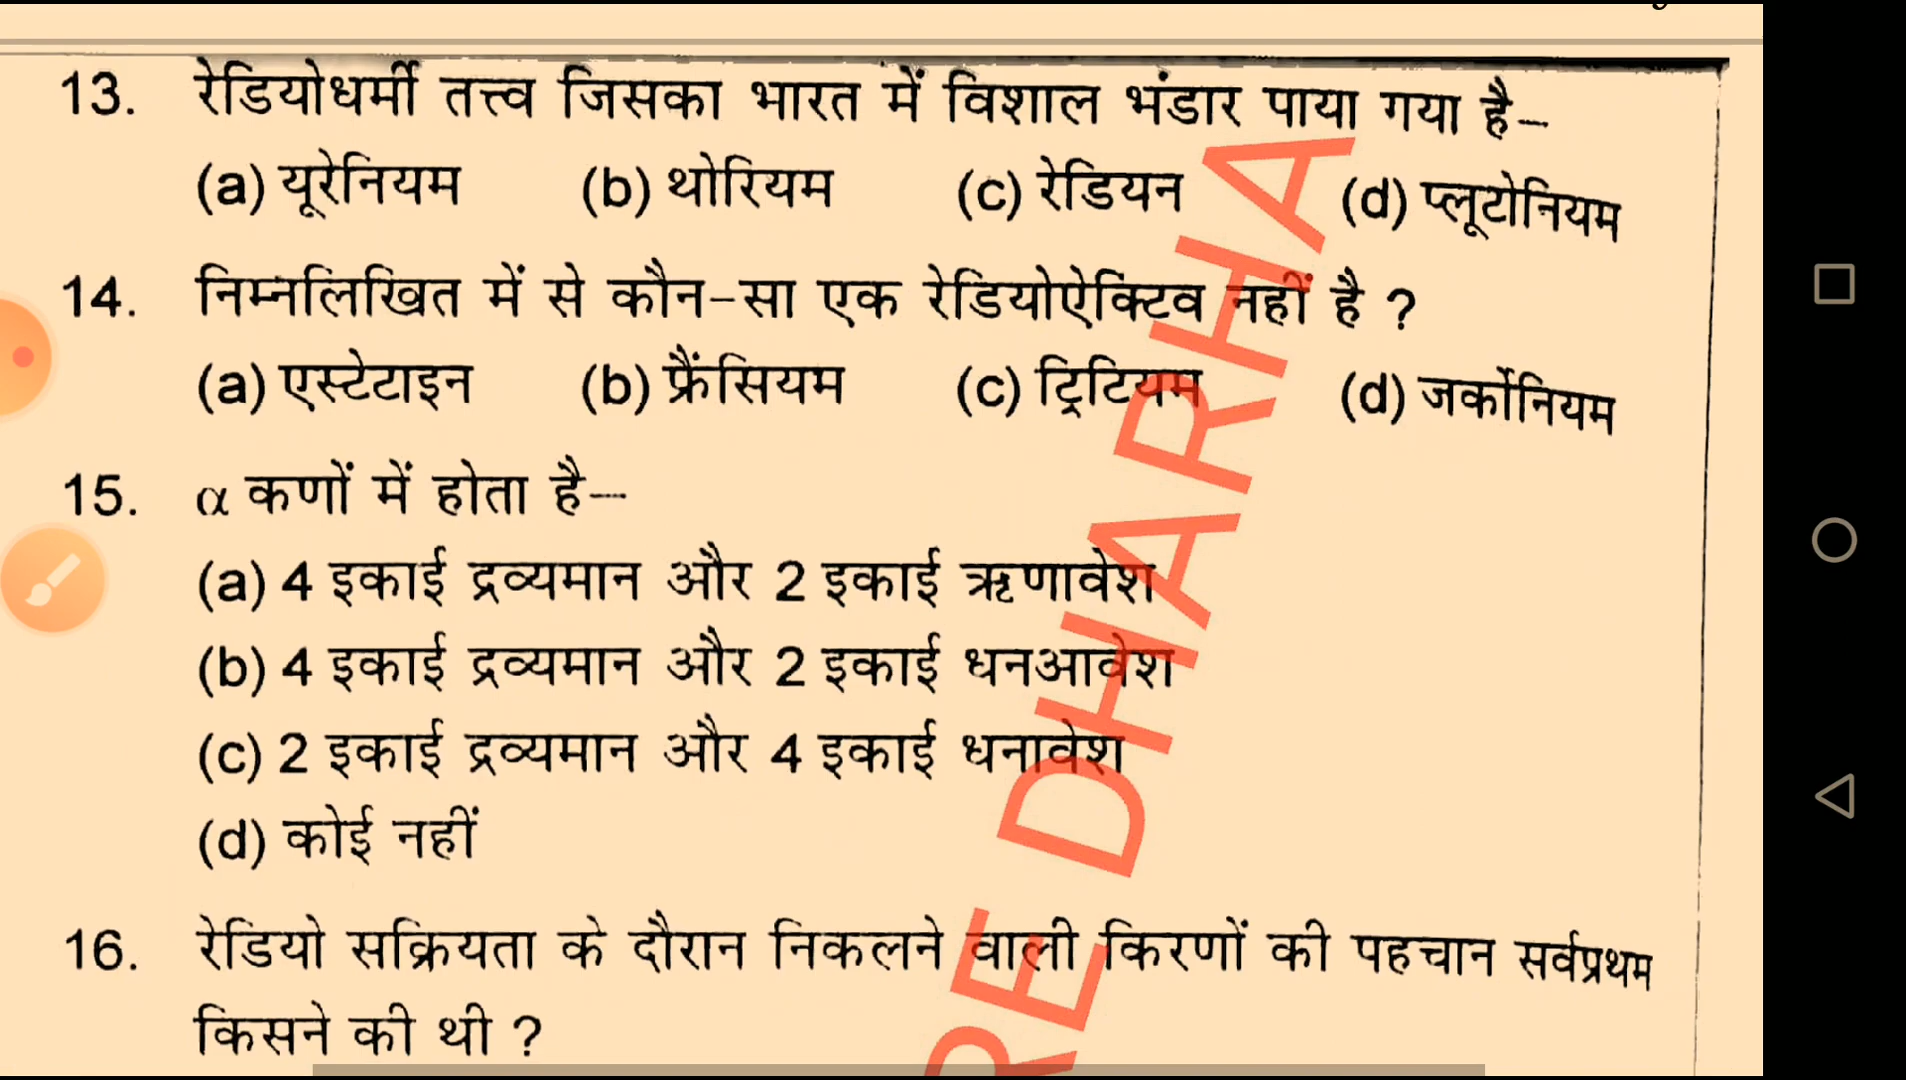 13. रेडियोधर्मी तत्त्व जिसका भारत में विशाल भंडार पाया गया है–
(a) यूरेनियम (b) थोरियम (c) रेडियन (d) प्लूटोनियम
14. निम्नलिखित में से कौन-सा एक रेडियोऐक्टिव नहीं है ?
(a) एस्टेटाइन (b) फ्रैंसियम (c) ट्रिटियम (d) जर्कोनियम
15. α कणों में होता है–
(a) 4 इकाई द्रव्यमान और 2 इकाई ऋणावेश
(b) 4 इकाई द्रव्यमान और 2 इकाई धनआवेश
(c) 2 इकाई द्रव्यमान और 4 इकाई धनावेश
(d) कोई नहीं
16. रेडियो सक्रियता के दौरान निकलने वाली किरणों की पहचान सर्वप्रथम
किसने की थी ?
RE DHARHA